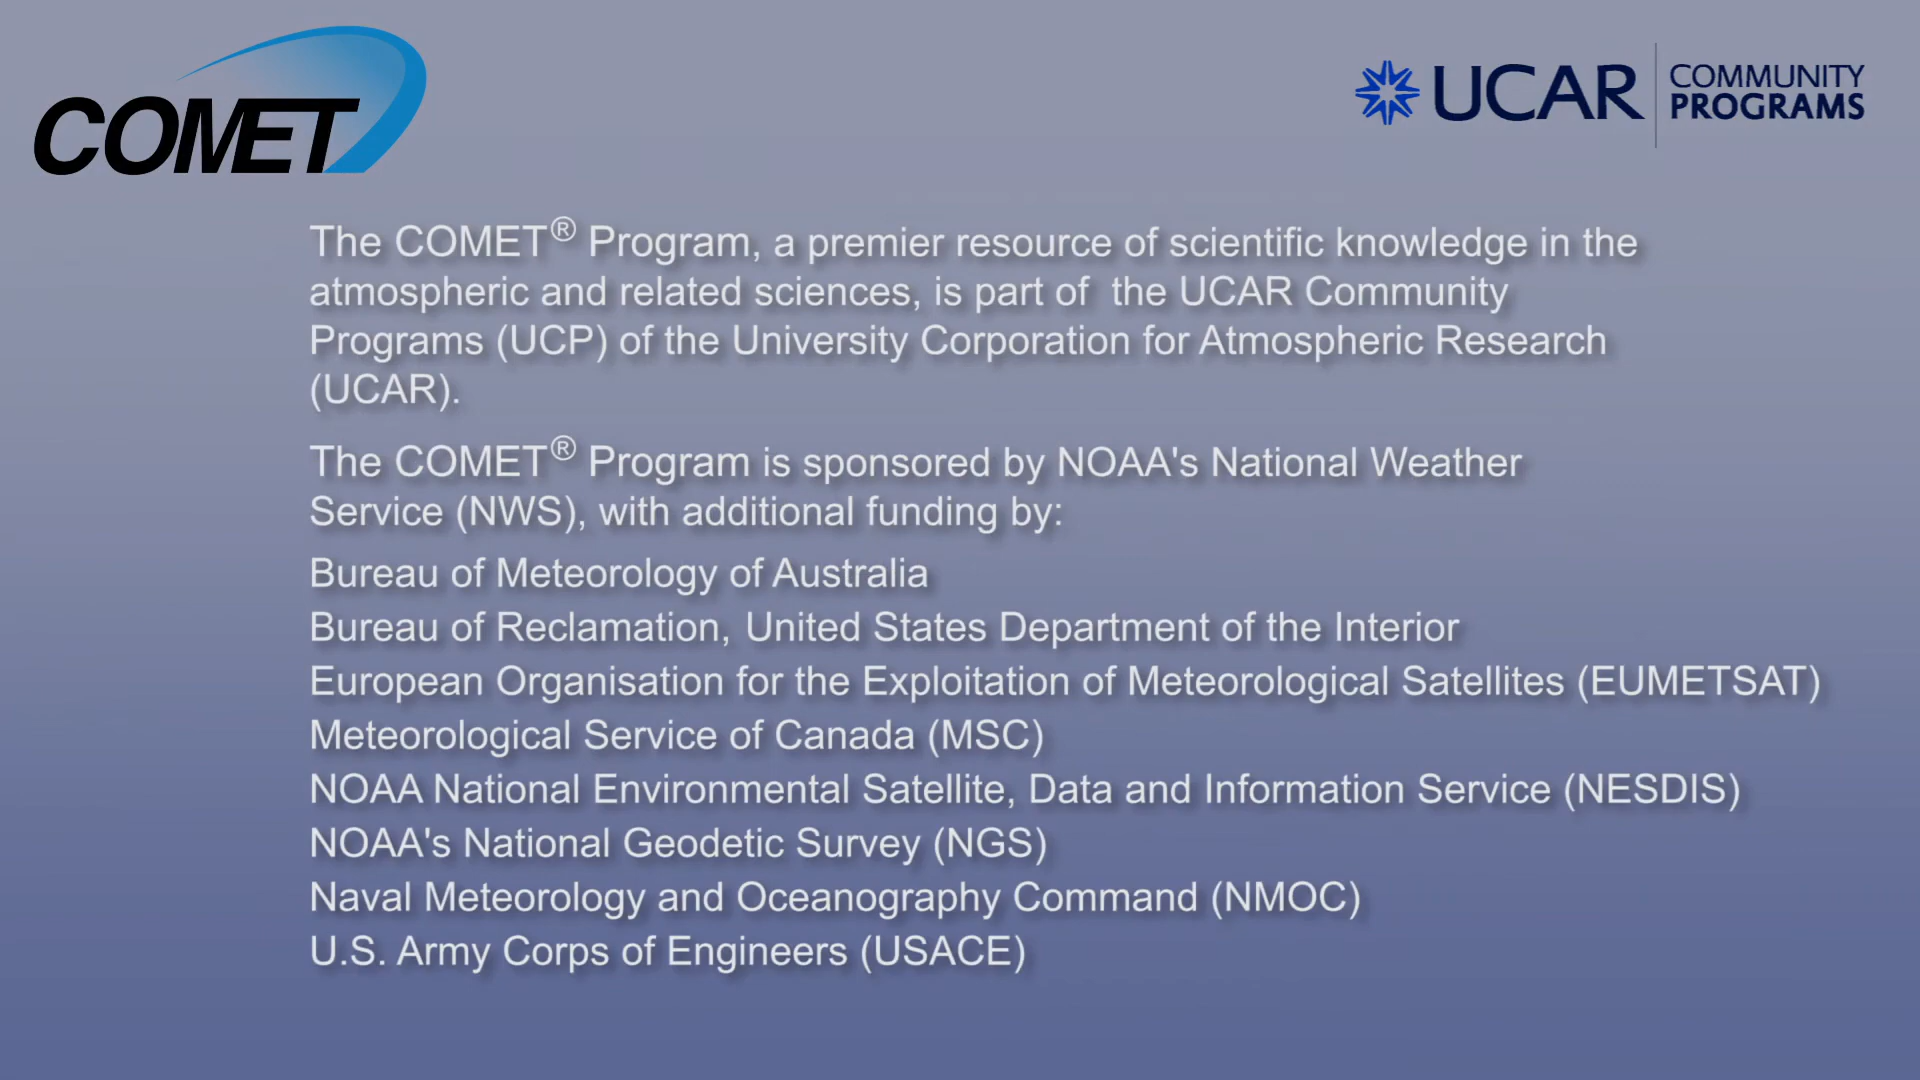 COMET
UCAR
COMMUNITY
PROGRAMS
The COMET® Program, a premier resource of scientific knowledge in the
atmospheric and related sciences, is part of the UCAR Community
Programs (UCP) of the University Corporation for Atmospheric Research
(UCAR).
The COMET® Program is sponsored by NOAA's National Weather
Service (NWS), with additional funding by:
Bureau of Meteorology of Australia
Bureau of Reclamation, United States Department of the Interior
European Organisation for the Exploitation of Meteorological Satellites (EUMETSAT)
Meteorological Service of Canada (MSC)
NOAA National Environmental Satellite, Data and Information Service (NESDIS)
NOAA's National Geodetic Survey (NGS)
Naval Meteorology and Oceanography Command (NMOC)
U.S. Army Corps of Engineers (USACE)